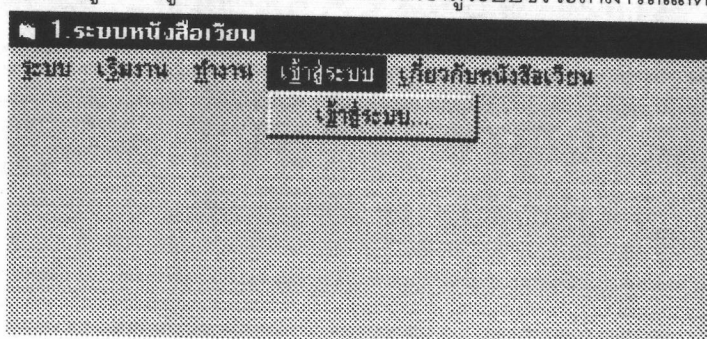 1.ระบบหนังสือเวียน
ระบบ เริ่มงาน ทำงาน เข้าสู่ระบบ เกี่ยวกับหนังสือเวียน
เข้าสู่ระบบ...